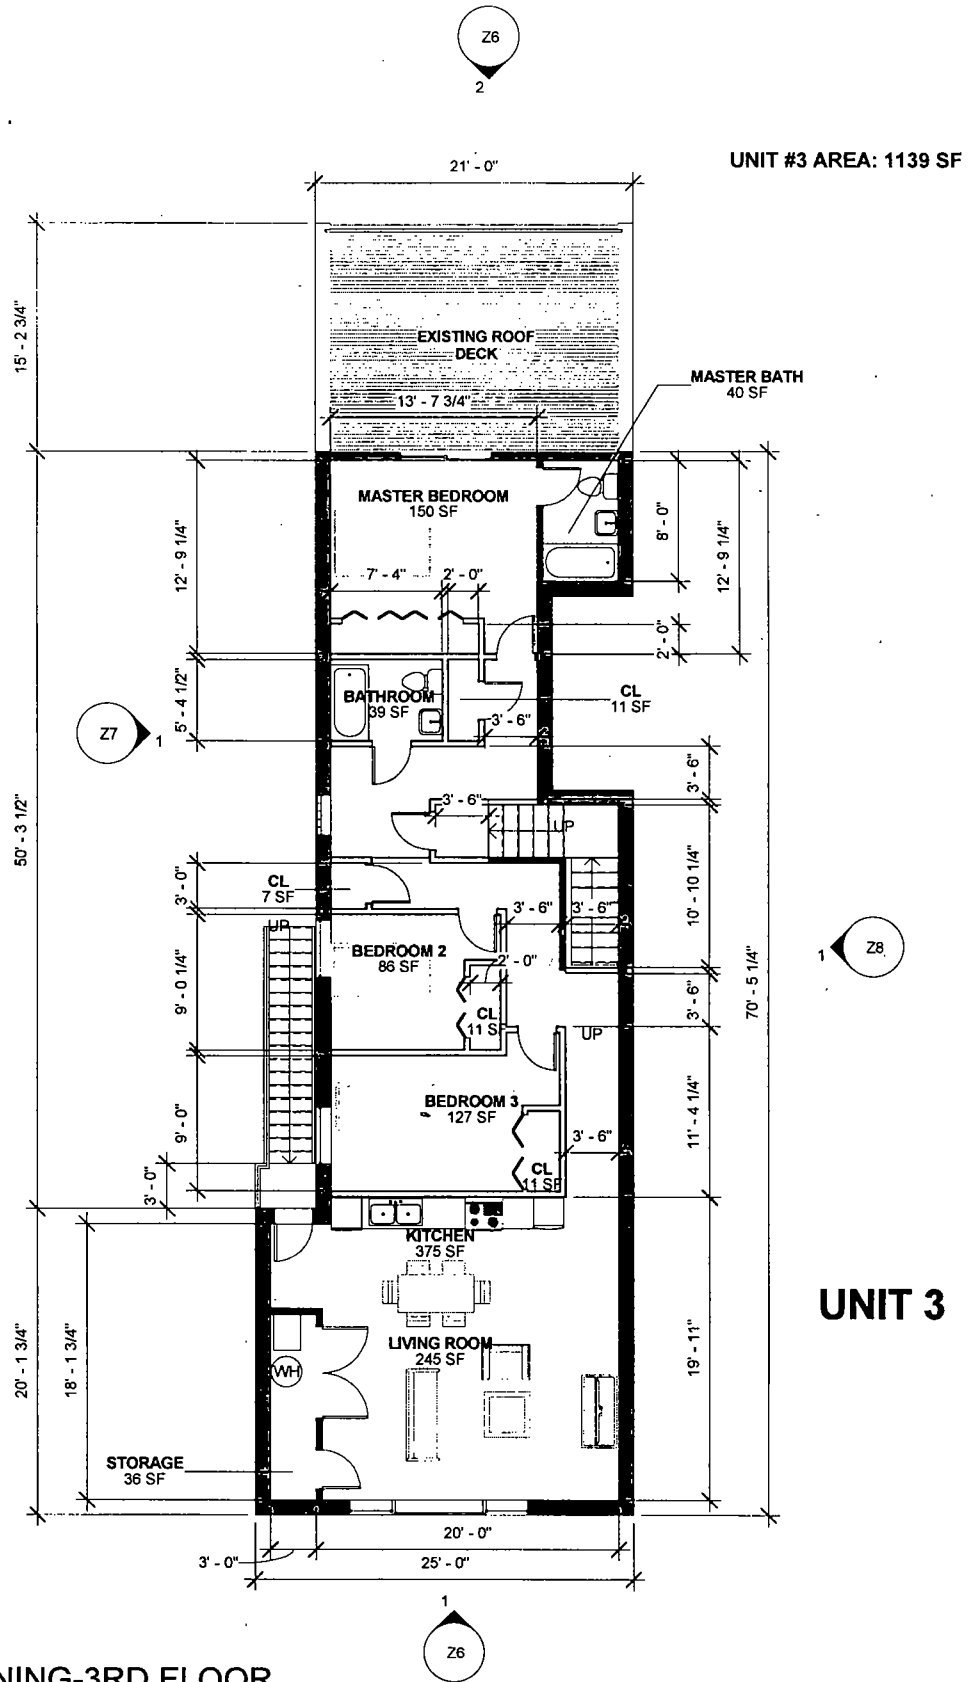 Z6
2
UNIT #3 AREA: 1139 SF
21' - 0"
15' - 2 3/4"
EXISTING ROOF
DECK
MASTER BATH
40 SF
13' - 7 3/4"
MASTER BEDROOM
150 SF
12' - 9 1/4"
8' - 0"
12' - 9 1/4"
7' - 4"
2' - 0"
2' - 0"
BATHROOM
39 SF
5' - 4 1/2"
CL
11 SF
3' - 6"
Z7
1
3' - 6"
50' - 3 1/2"
3' - 6"
UP
CL
7 SF
3' - 0"
10' - 10 1/4"
3' - 6"
3' - 6"
UP
BEDROOM 2
86 SF
2' - 0"
1
Z8
9' - 0 1/4"
CL
11 SF
3' - 6"
70' - 5 1/4"
UP
BEDROOM 3
127 SF
9' - 0"
11' - 4 1/4"
3' - 6"
CL
11 SF
3' - 0"
KITCHEN
375 SF
UNIT 3
LIVING ROOM
245 SF
20' - 1 3/4"
18' - 1 3/4"
19' - 11"
WH
STORAGE
36 SF
20' - 0"
3' - 0"
25' - 0"
1
Z6
NING-3RD FLOOR